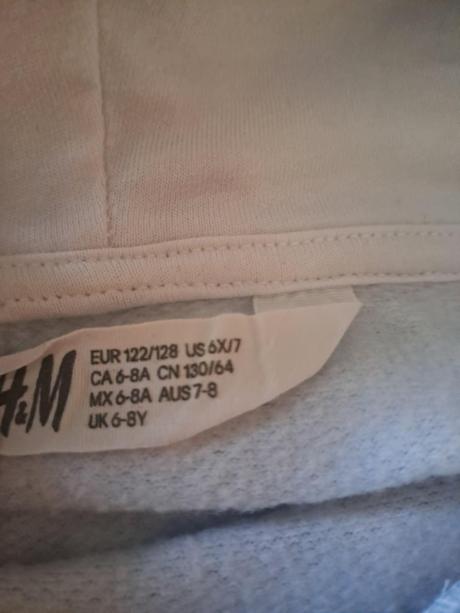 H&M
EUR 122/128 US 6X/7
CA 6-8A CN 130/64
MX 6-8A AUS 7-8
UK 6-8Y